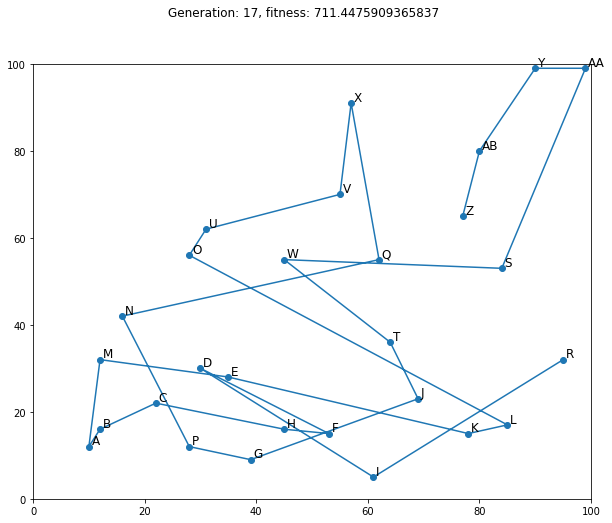 Generation: 17, fitness: 711.4475909365837
100
Y
AA
X
80
AB
V
Z
U
60
O
W
Q
S
N
40
T
M
R
D
E
20
C
J
B
H
F
K
L
A
P
G
I
0
0
20
40
60
80
100